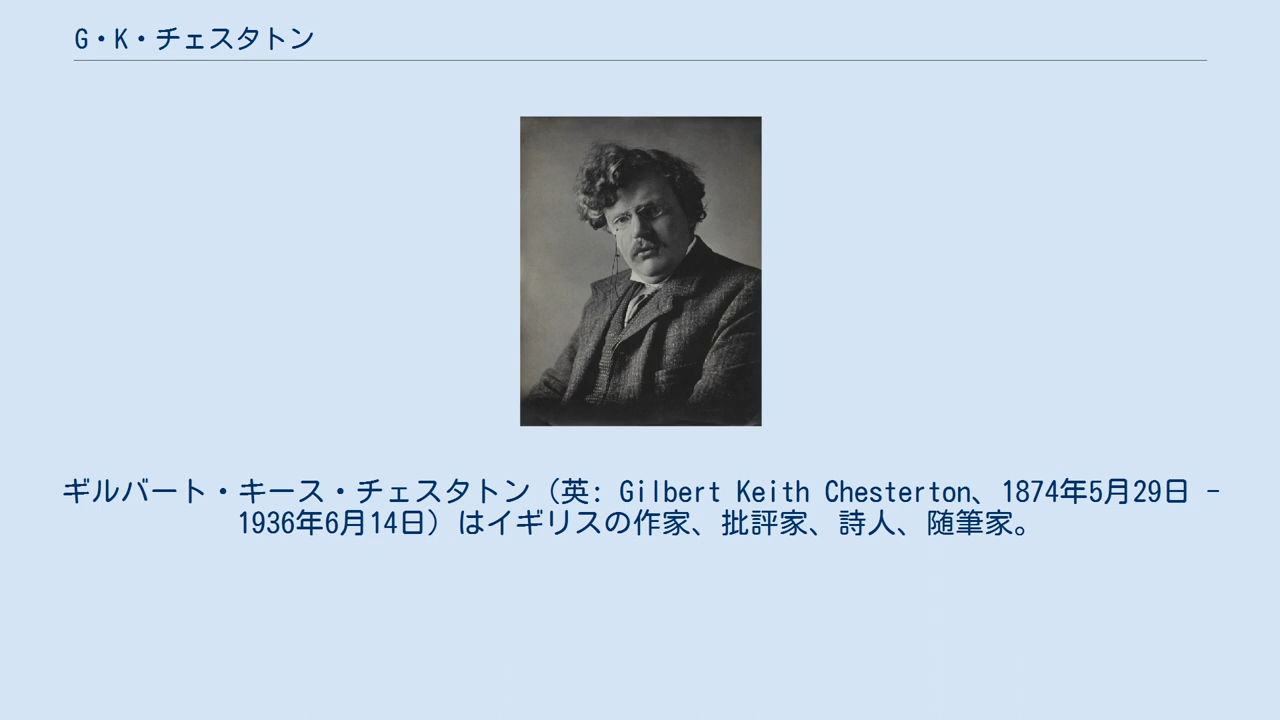 G・K・チェスタトン
ギルバート・キース・チェスタトン（英: Gilbert Keith Chesterton、1874年5月29日 -
1936年6月14日）はイギリスの作家、批評家、詩人、随筆家。